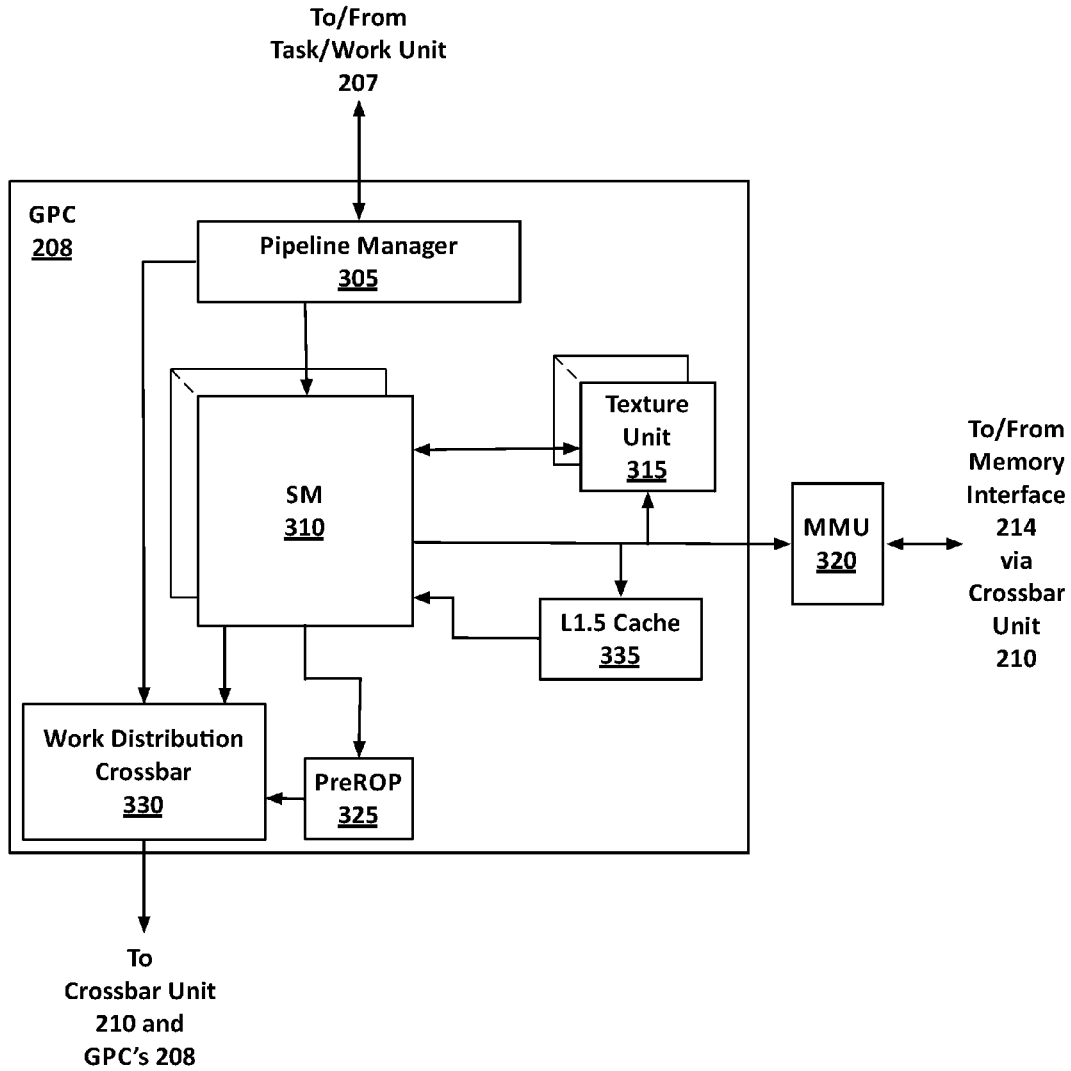 To/From
Task/Work Unit
207
GPC
208
Pipeline Manager
305
Texture
Unit
315
SM
310
To/From
Memory
Interface
214
via
Crossbar
Unit
210
MMU
320
L1.5 Cache
335
Work Distribution
Crossbar
330
PreROP
325
To
Crossbar Unit
210 and
GPC's 208